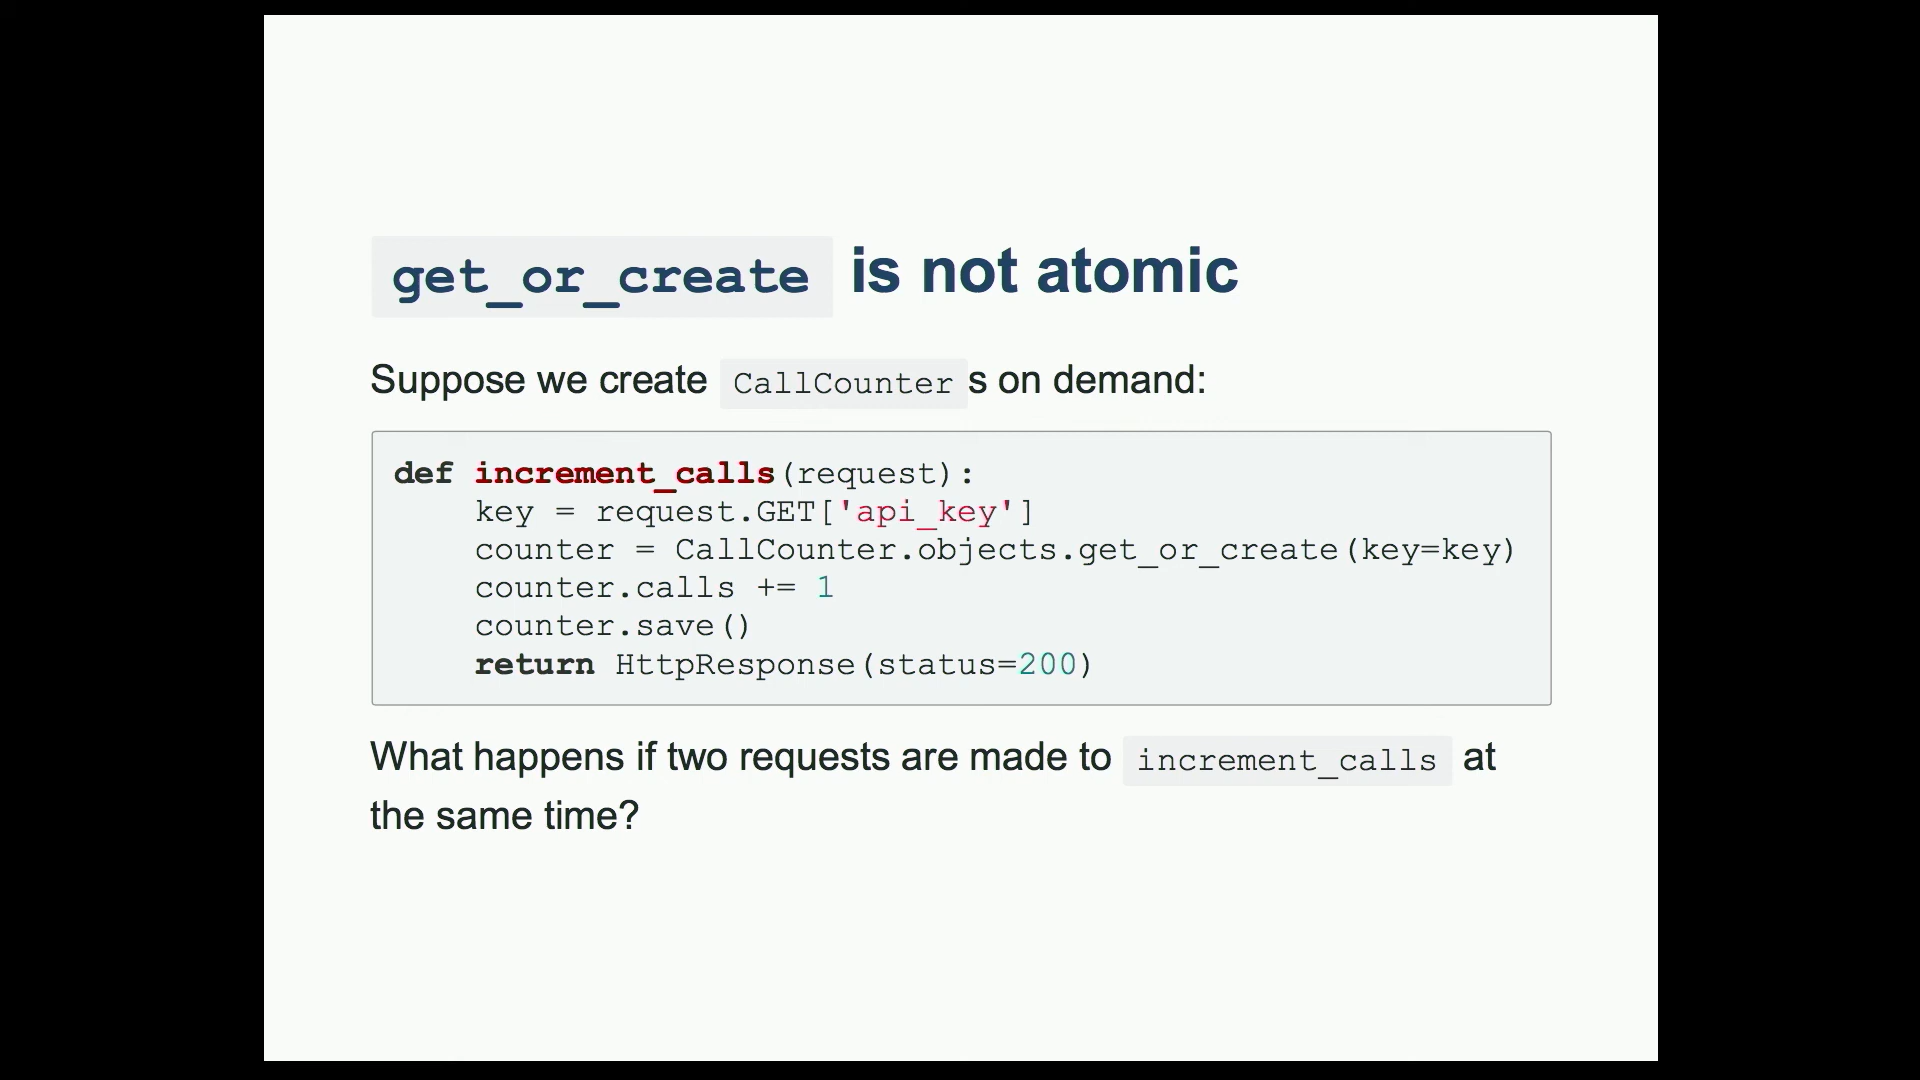 get_or_create is not atomic
Suppose we create CallCounter s on demand:
def increment_calls(request):
    key = request.GET['api_key']
    counter = CallCounter.objects.get_or_create(key=key)
    counter.calls += 1
    counter.save()
    return HttpResponse(status=200)
What happens if two requests are made to increment_calls at
the same time?